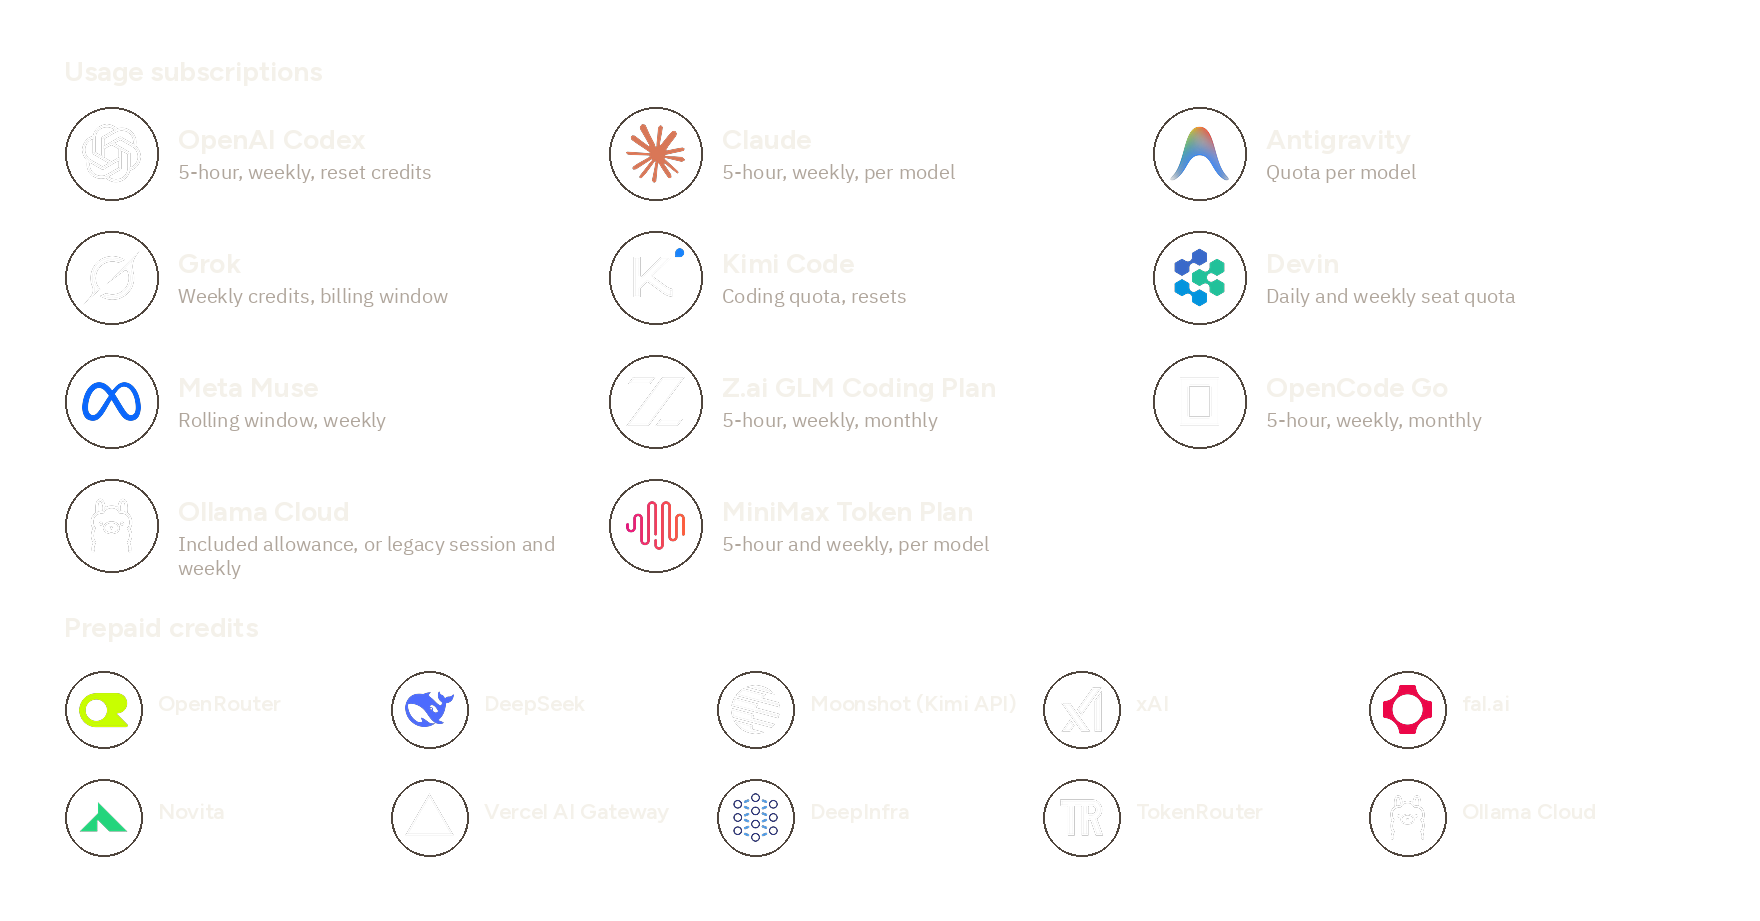 Usage subscriptions
OpenAI Codex
5-hour, weekly, reset credits
Claude
5-hour, weekly, per model
Antigravity
Quota per model
Grok
Weekly credits, billing window
Kimi Code
Coding quota, resets
Devin
Daily and weekly seat quota
Meta Muse
Rolling window, weekly
Z.ai GLM Coding Plan
5-hour, weekly, monthly
OpenCode Go
5-hour, weekly, monthly
Ollama Cloud
Included allowance, or legacy session and
weekly
MiniMax Token Plan
5-hour and weekly, per model
Prepaid credits
OpenRouter
DeepSeek
Moonshot (Kimi API)
xAI
fal.ai
Novita
Vercel AI Gateway
DeepInfra
TR
TokenRouter
Ollama Cloud